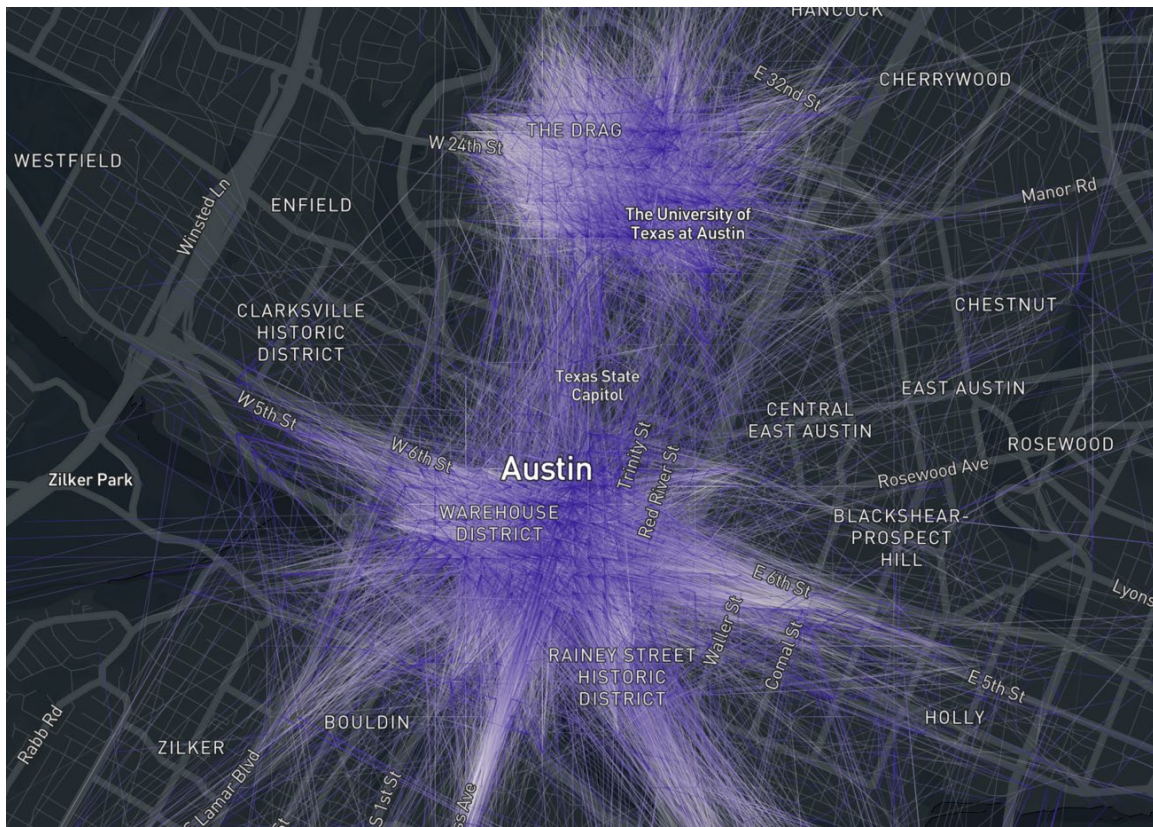 HANCOCK
E 32nd St
CHERRYWOOD
THE DRAG
W 24th St
WESTFIELD
Winsted Ln
ENFIELD
Manor Rd
The University of
Texas at Austin
CLARKSVILLE
HISTORIC
DISTRICT
CHESTNUT
Texas State
Capitol
EAST AUSTIN
CENTRAL
EAST AUSTIN
W 5th St
W 6th St
Austin
Trinity St
Red River St
ROSEWOOD
Rosewood Ave
Zilker Park
WAREHOUSE
DISTRICT
BLACKSHEAR-
PROSPECT
HILL
E 6th St
Lyons
Waller St
Comal St
RAINEY STREET
HISTORIC
DISTRICT
E 5th St
HOLLY
Rabb Rd
BOULDIN
ZILKER
S Lamar Blvd
S 1st St
ss Ave
St